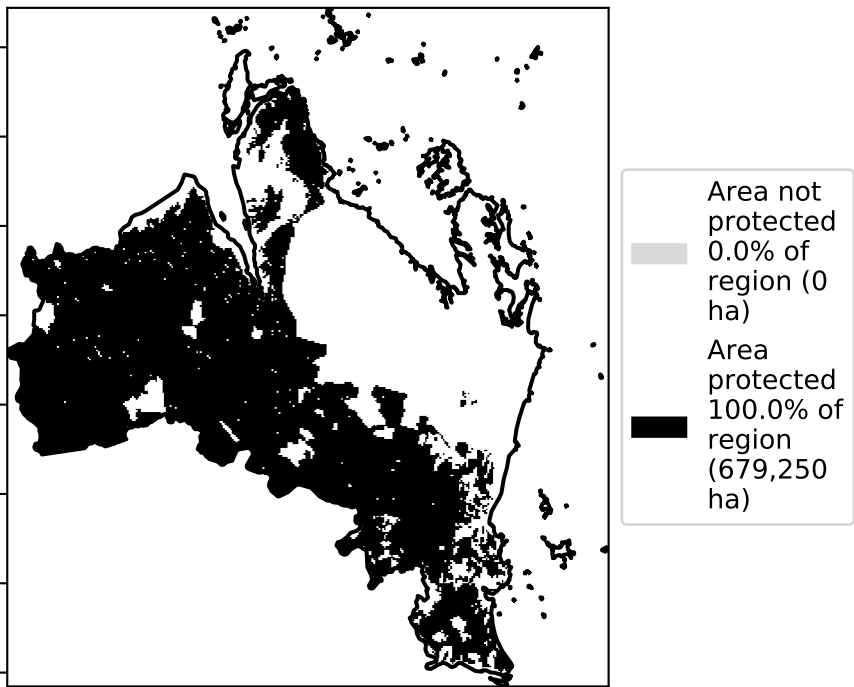 Area not
protected
0.0% of
region (0
ha)
Area
protected
100.0% of
region
(679,250
ha)